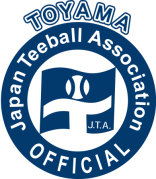 TOYAMA
Japan Teeball Association
J.T.A.
OFFICIAL